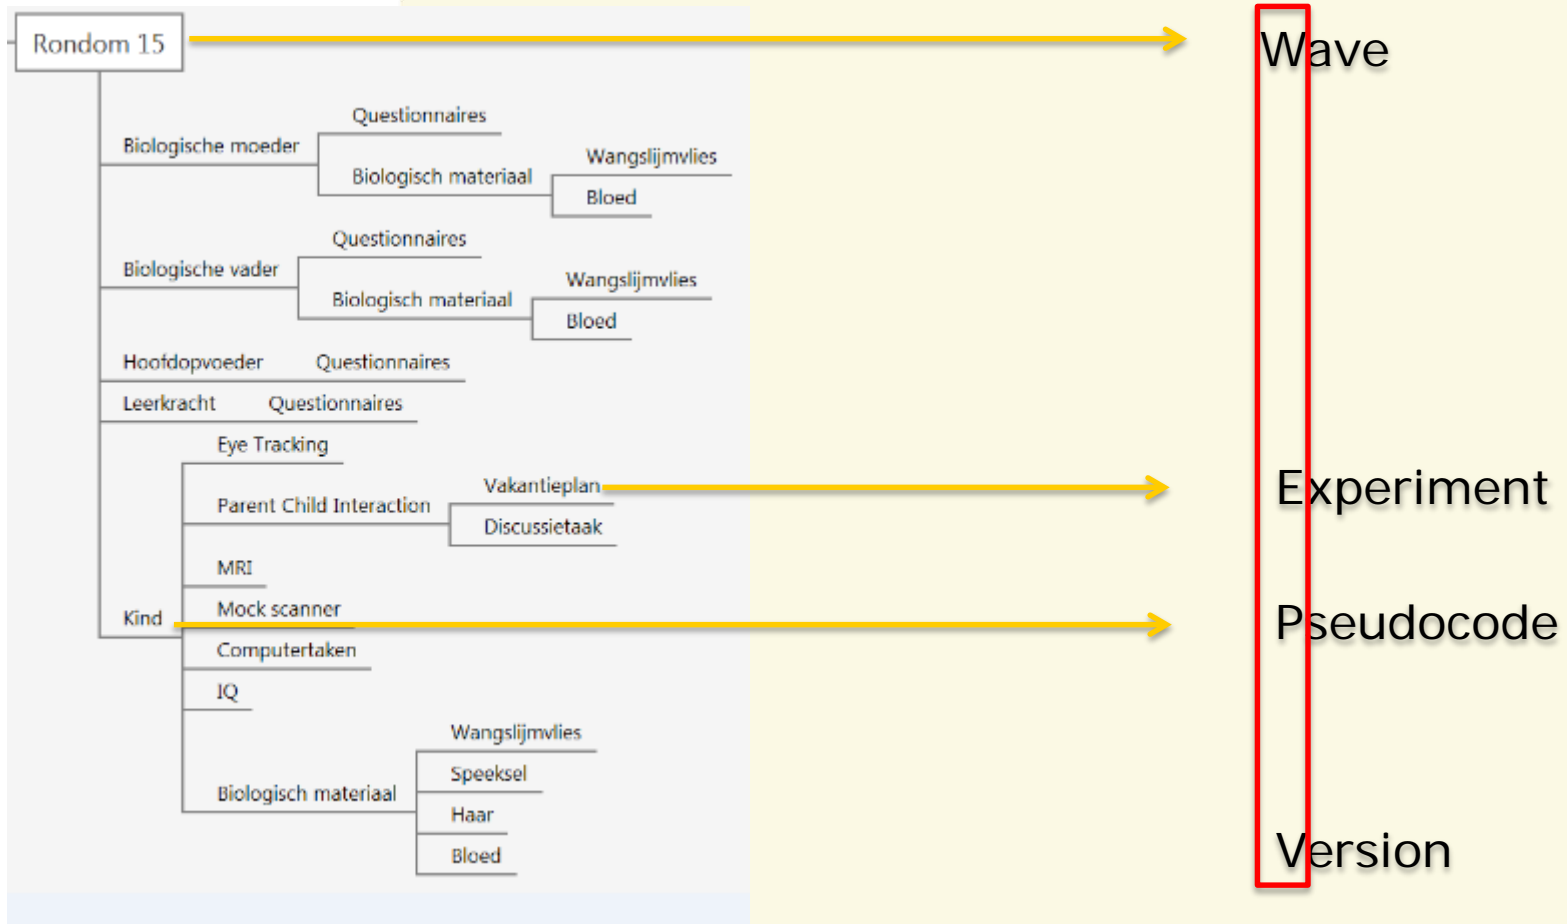 Rondom 15
Wave
Questionnaires
Biologische moeder
Wangslijmvlies
Biologisch materiaal
Bloed
Questionnaires
Biologische vader
Wangslijmvlies
Biologisch materiaal
Bloed
Hoofdopvoeder Questionnaires
Leerkracht Questionnaires
Eye Tracking
Vakantieplan
Experiment
Parent Child Interaction
Discussietaak
MRI
Mock scanner
Kind
Pseudocode
Computertaken
IQ
Wangslijmvlies
Speeksel
Biologisch materiaal
Haar
Bloed
Version